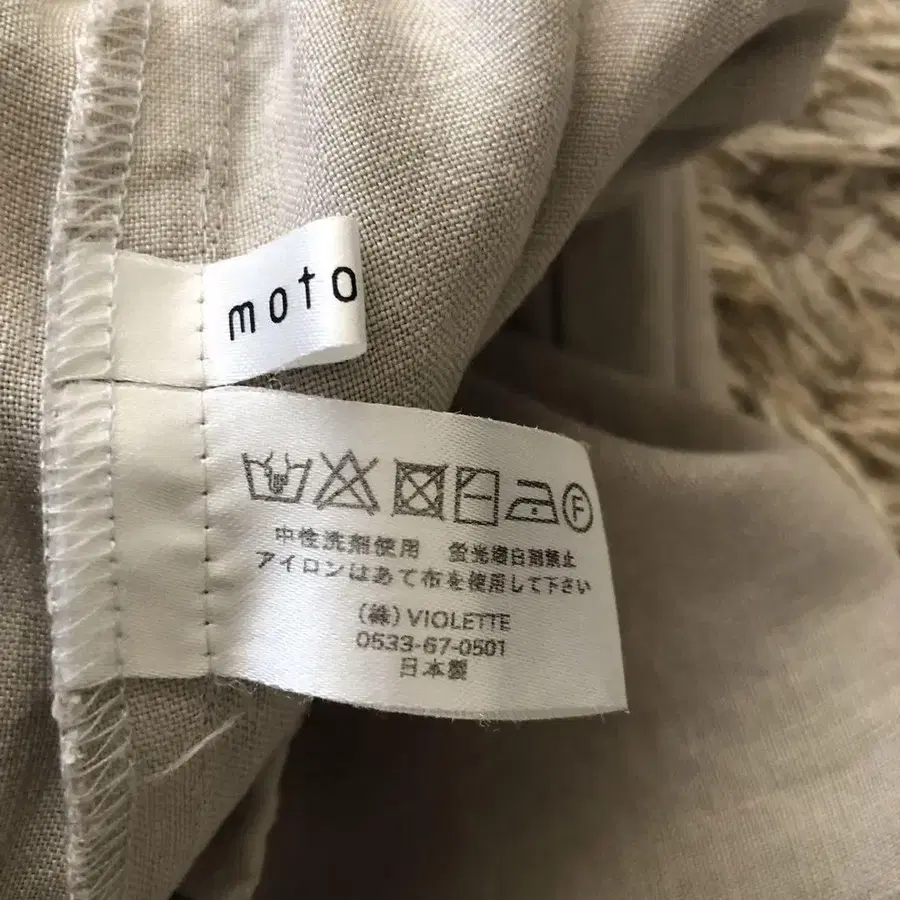 moto
F
中性洗剤使用 蛍光増白剤禁止
アイロンはあて布を使用して下さい
(株) VIOLETTE
0533-67-0501
日本製